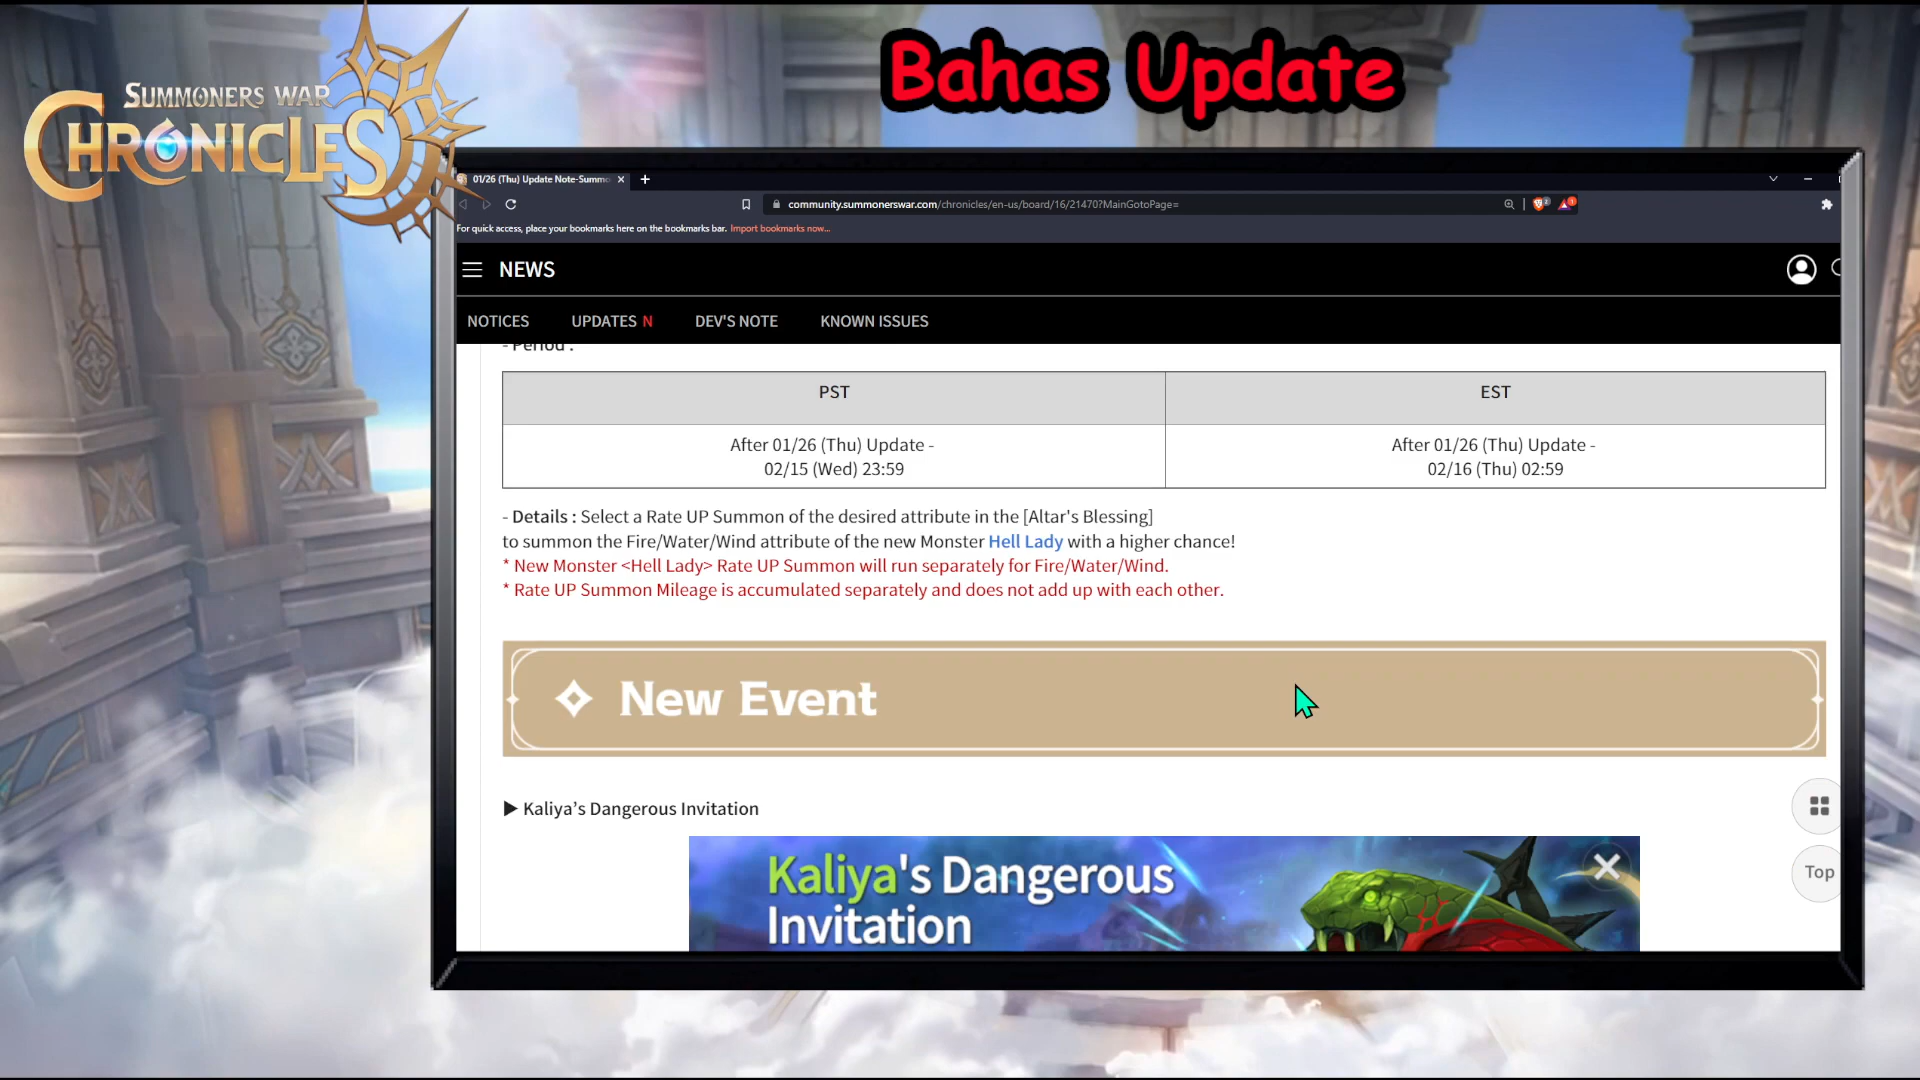 Bahas Update
SUMMONERS WAR
CHRONICLES
01/26 (Thu) Update Note-Summo
community.summonerswar.com/chronicles/en-us/board/16/21470?MainGotoPage=
For quick access, place your bookmarks here on the bookmarks bar. Import bookmarks now...
NEWS
NOTICES UPDATES N DEV'S NOTE KNOWN ISSUES
- Period :
PST EST
After 01/26 (Thu) Update - After 01/26 (Thu) Update -
02/15 (Wed) 23:59 02/16 (Thu) 02:59
- Details : Select a Rate UP Summon of the desired attribute in the [Altar's Blessing]
to summon the Fire/Water/Wind attribute of the new Monster Hell Lady with a higher chance!
* New Monster <Hell Lady> Rate UP Summon will run separately for Fire/Water/Wind.
* Rate UP Summon Mileage is accumulated separately and does not add up with each other.
New Event
▶ Kaliya’s Dangerous Invitation
Kaliya's Dangerous
Invitation
Top